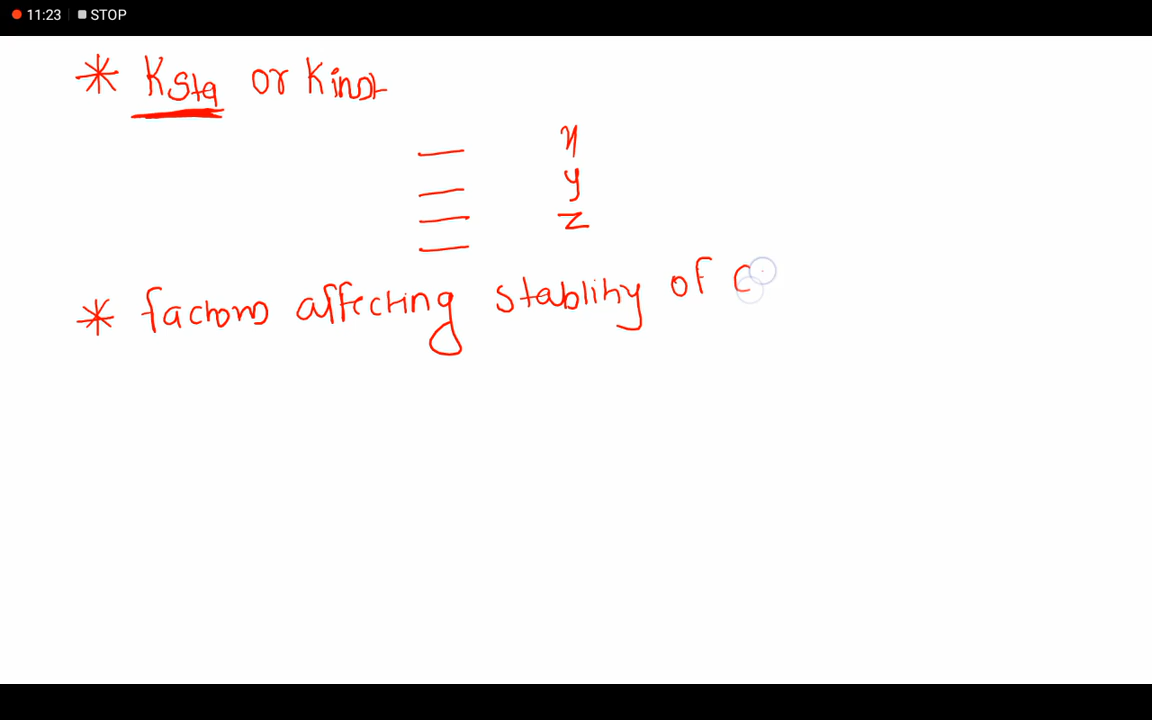 11:23 STOP
* Ksta or Kinst
x
y
z
* factors affecting stablity of C